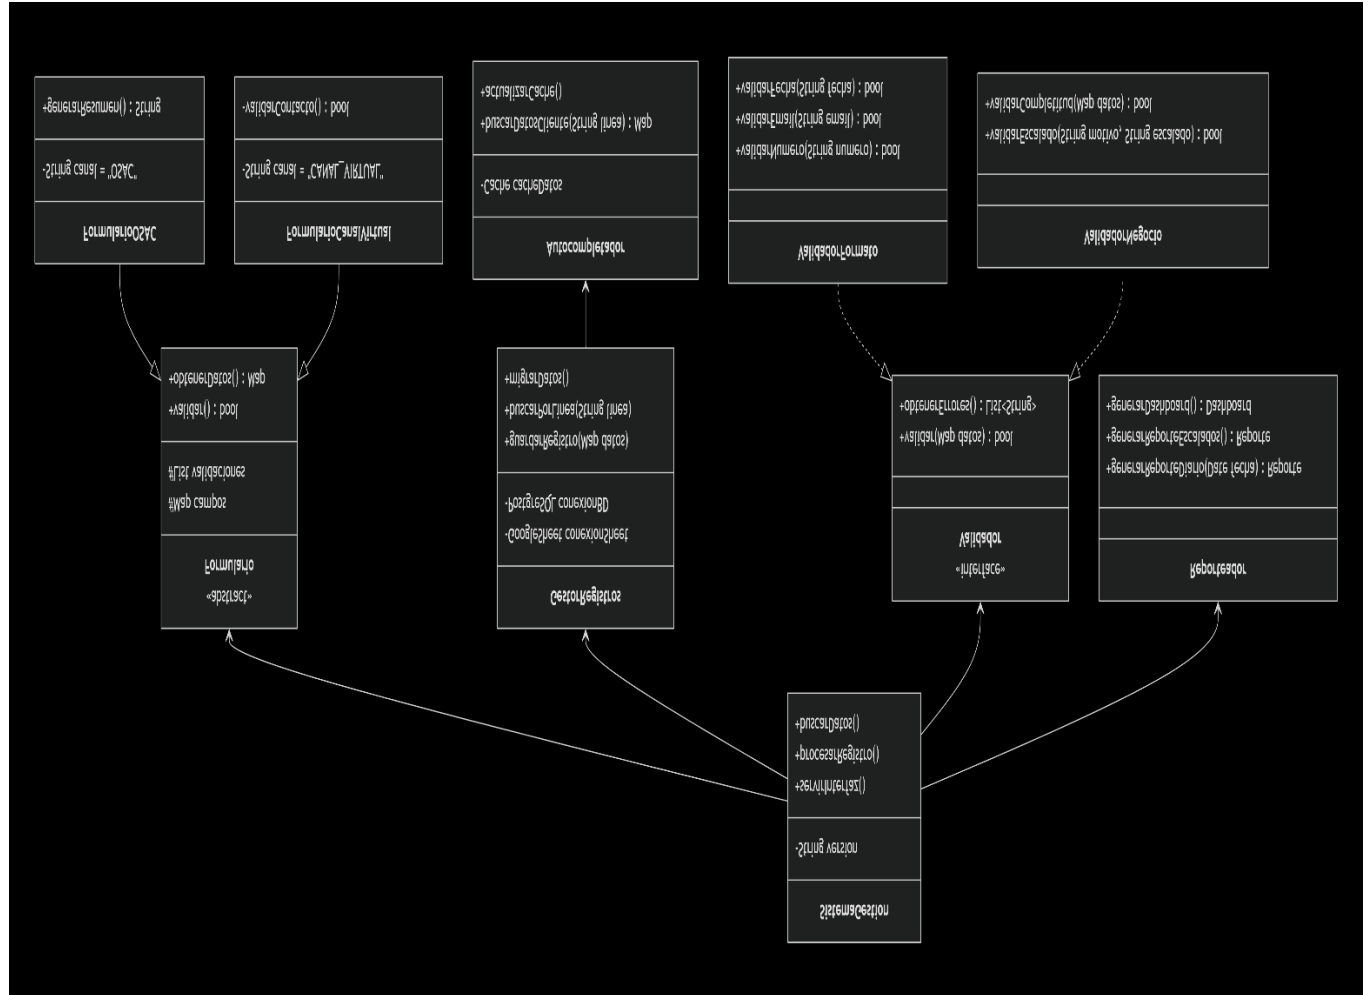 SistemaGestion
-String version
+servirInterfaz()
+procesarRegistro()
+buscarDatos()
«abstract»
Formulario
#Map campos
#List validaciones
+validar() : bool
+obtenerDatos() : Map
GestorRegistros
-GoogleSheet conexionSheet
-PostgreSQL conexionBD
+guardarRegistro(Map datos)
+buscarPorLinea(String linea)
+migrarDatos()
«interface»
Validador
+validar(Map datos) : bool
+obtenerErrores() : List<String>
Reporteador
+generarReporteDiario(Date fecha) : Reporte
+generarReporteEscalados() : Reporte
+generarDashboard() : Dashboard
FormularioOSAC
-String canal = "OSAC"
+generarResumen() : String
FormularioCanalVirtual
-String canal = "CANAL_VIRTUAL"
-validarContacto() : bool
Autocompletador
-Cache cacheDatos
+buscarDatosCliente(String linea) : Map
+actualizarCache()
ValidadorFormato
+validarNumero(String numero) : bool
+validarEmail(String email) : bool
+validarFecha(String fecha) : bool
ValidadorNegocio
+validarEscalado(String motivo, String escalado) : bool
+validarCompletitud(Map datos) : bool